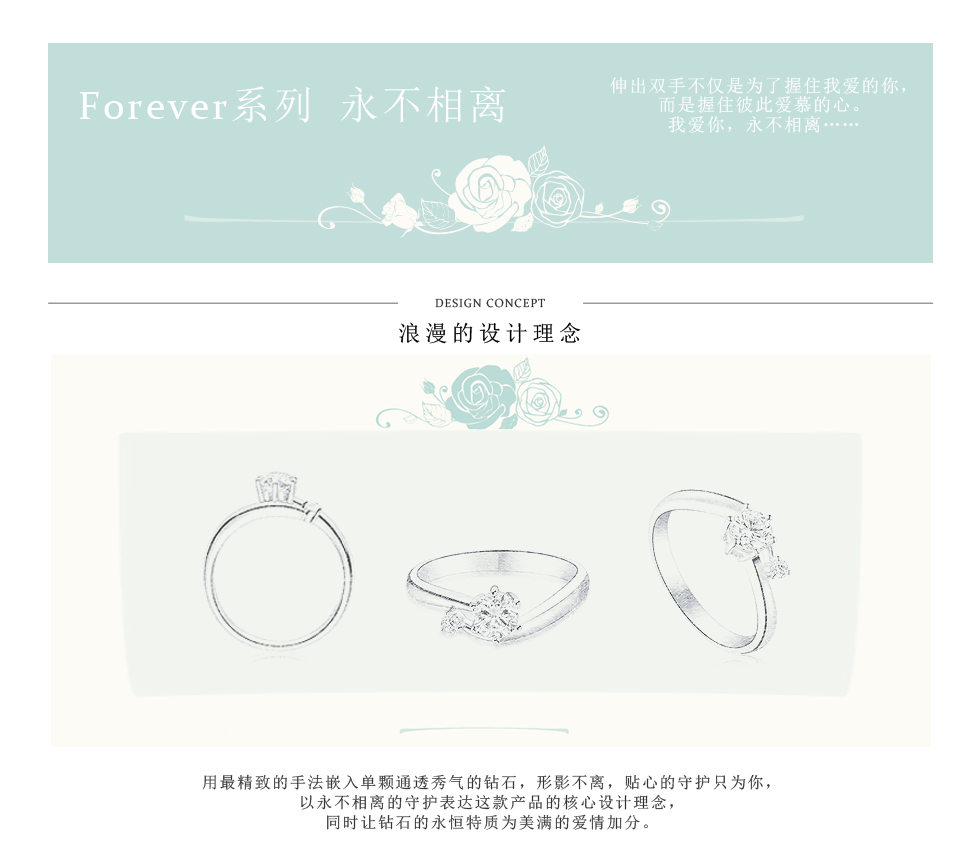 Forever系列 永不相离
伸出双手不仅是为了握住我爱的你，
而是握住彼此爱慕的心。
我爱你，永不相离……
DESIGN CONCEPT
浪漫的设计理念
用最精致的手法嵌入单颗通透秀气的钻石，形影不离，贴心的守护只为你，
以永不相离的守护表达这款产品的核心设计理念，
同时让钻石的永恒特质为美满的爱情加分。